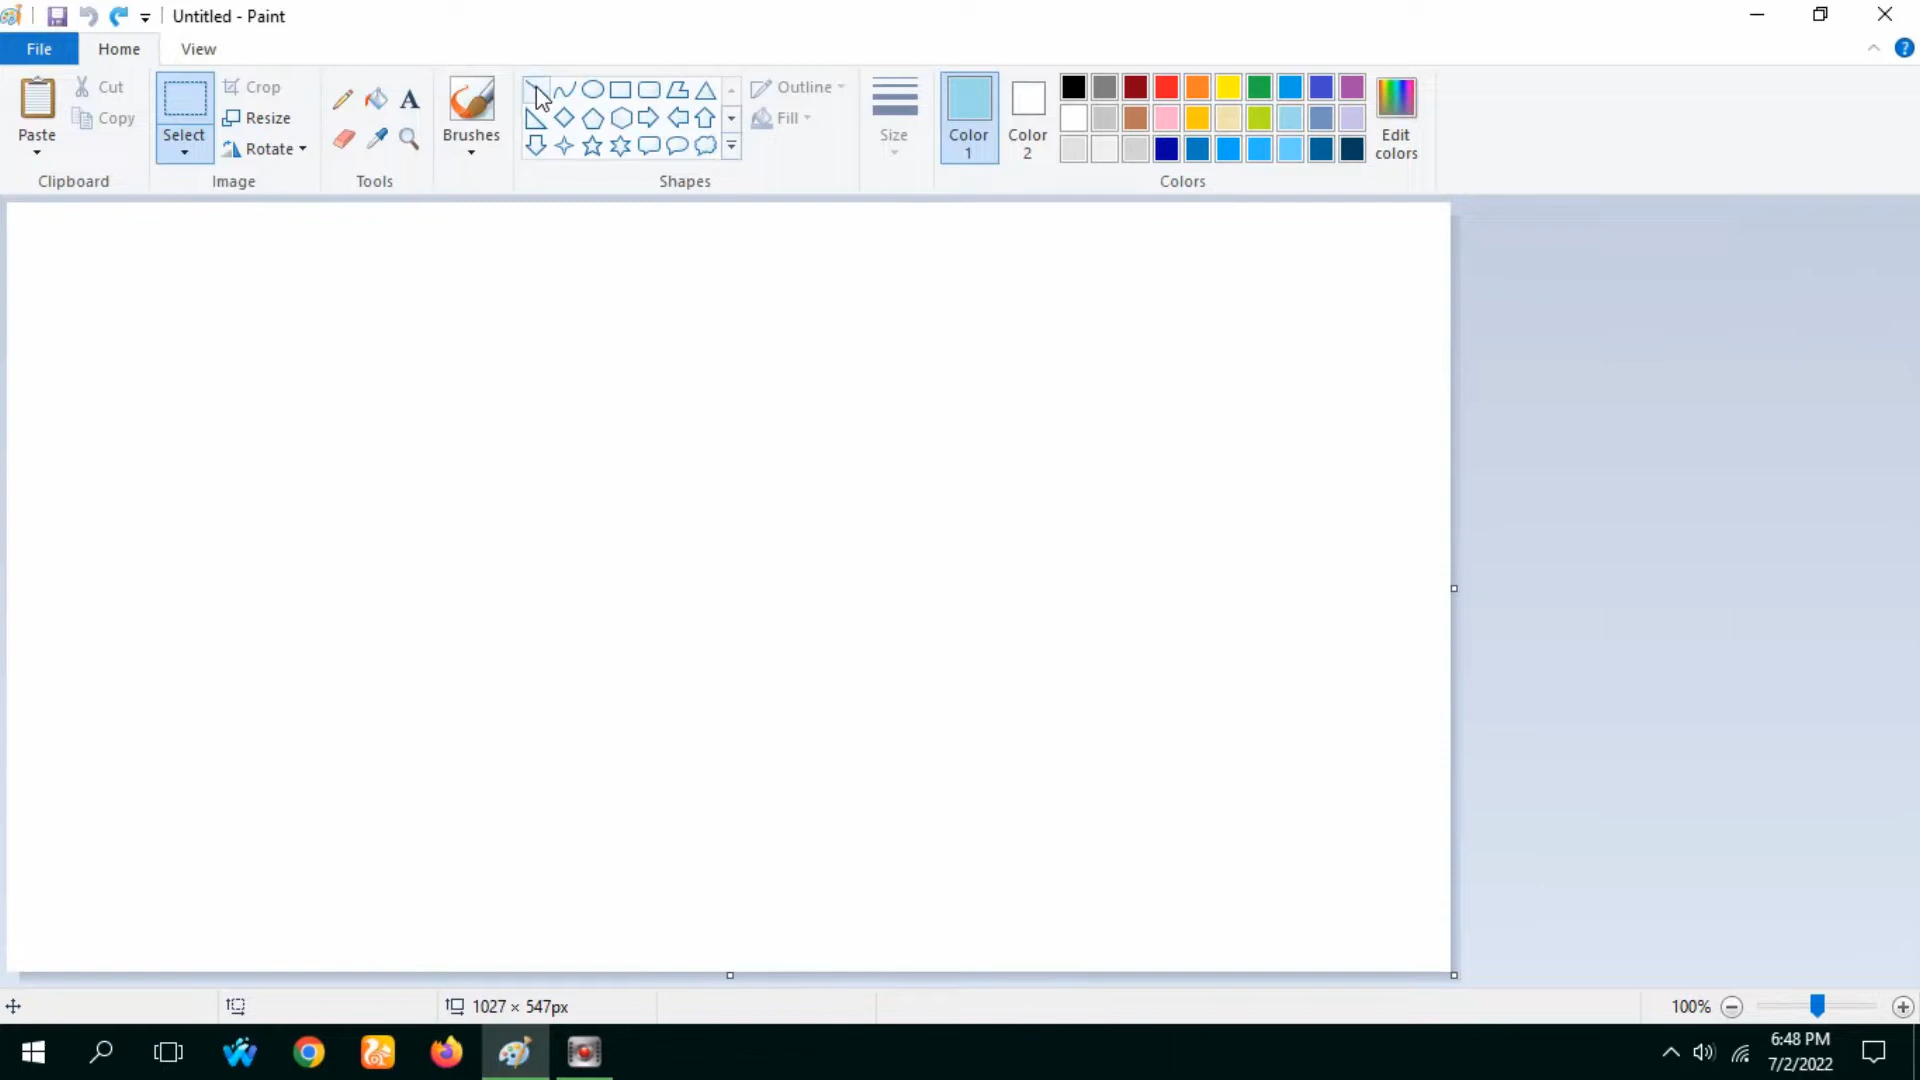 Untitled - Paint
File
Home
View
Paste
Cut
Copy
Clipboard
Select
Crop
Resize
Rotate
Image
A
Tools
Brushes
Shapes
Outline
Fill
Size
Color
1
Color
2
Edit
colors
Colors
1027 × 547px
100%
6:48 PM
7/2/2022